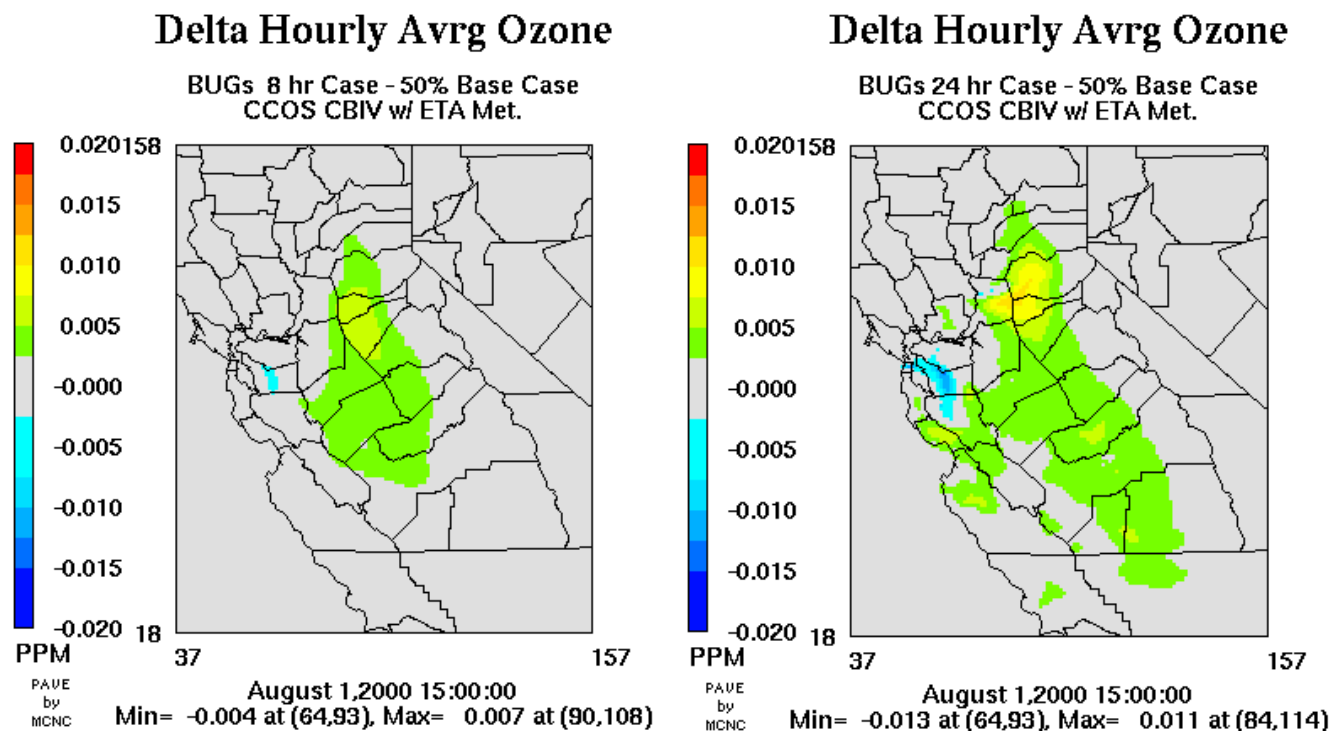 Delta Hourly Avrg Ozone
BUGs 8 hr Case - 50% Base Case
CCOS CBIV w/ ETA Met.
0.020
0.015
0.010
0.005
-0.000
-0.005
-0.010
-0.015
-0.020
PPM
158
18
37
157
PAVE
by
MCNC
August 1,2000 15:00:00
Min= -0.004 at (64,93), Max= 0.007 at (90,108)
Delta Hourly Avrg Ozone
BUGs 24 hr Case - 50% Base Case
CCOS CBIV w/ ETA Met.
0.020
0.015
0.010
0.005
-0.000
-0.005
-0.010
-0.015
-0.020
PPM
158
18
37
157
PAVE
by
MCNC
August 1,2000 15:00:00
Min= -0.013 at (64,93), Max= 0.011 at (84,114)